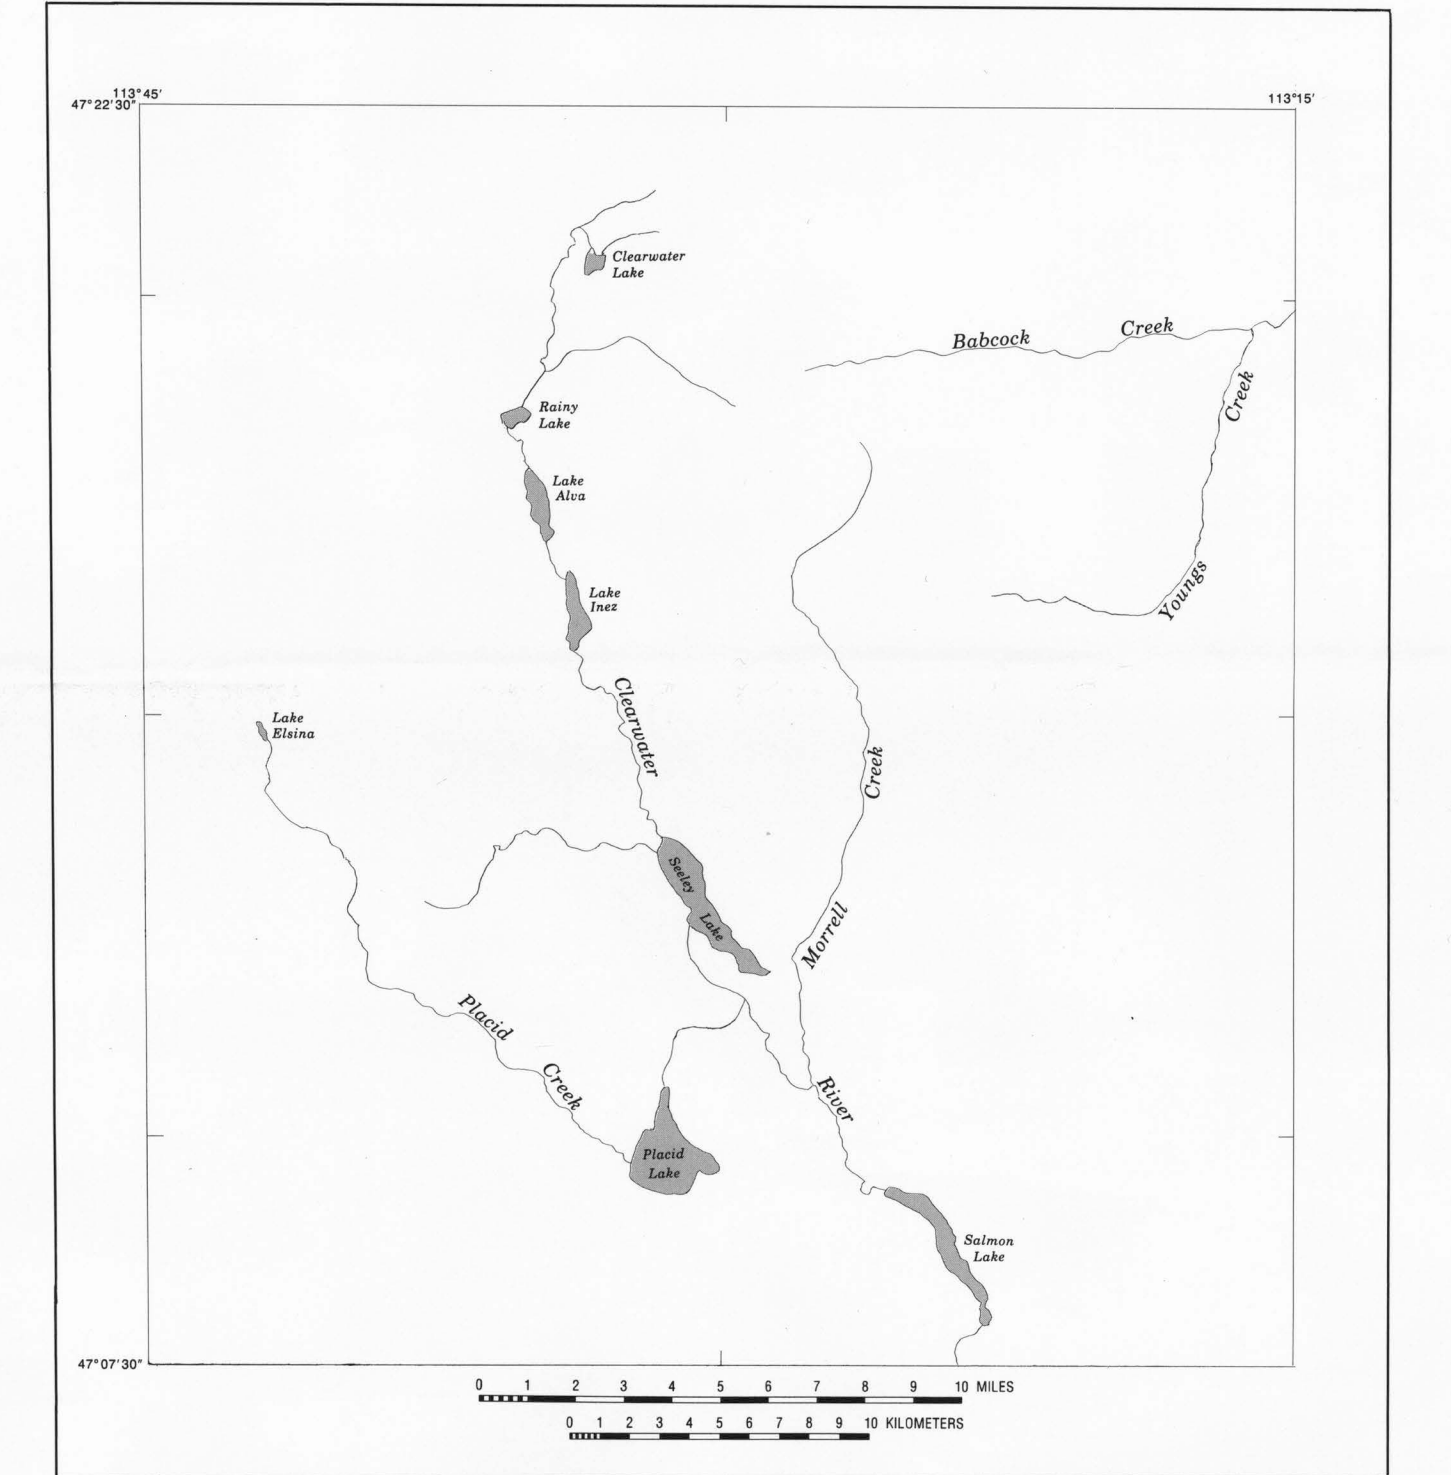 113°45'
113°15'
47°22'30"
Clearwater
Lake
Babcock Creek
Creek
Rainy
Lake
Lake
Alva
Youngs
Lake
Inez
Clearwater
Lake
Elsina
Creek
Seeley
Lake
Morrell
Placid
Creek
River
Placid
Lake
Salmon
Lake
47°07'30"
0 1 2 3 4 5 6 7 8 9 10 MILES
0 1 2 3 4 5 6 7 8 9 10 KILOMETERS